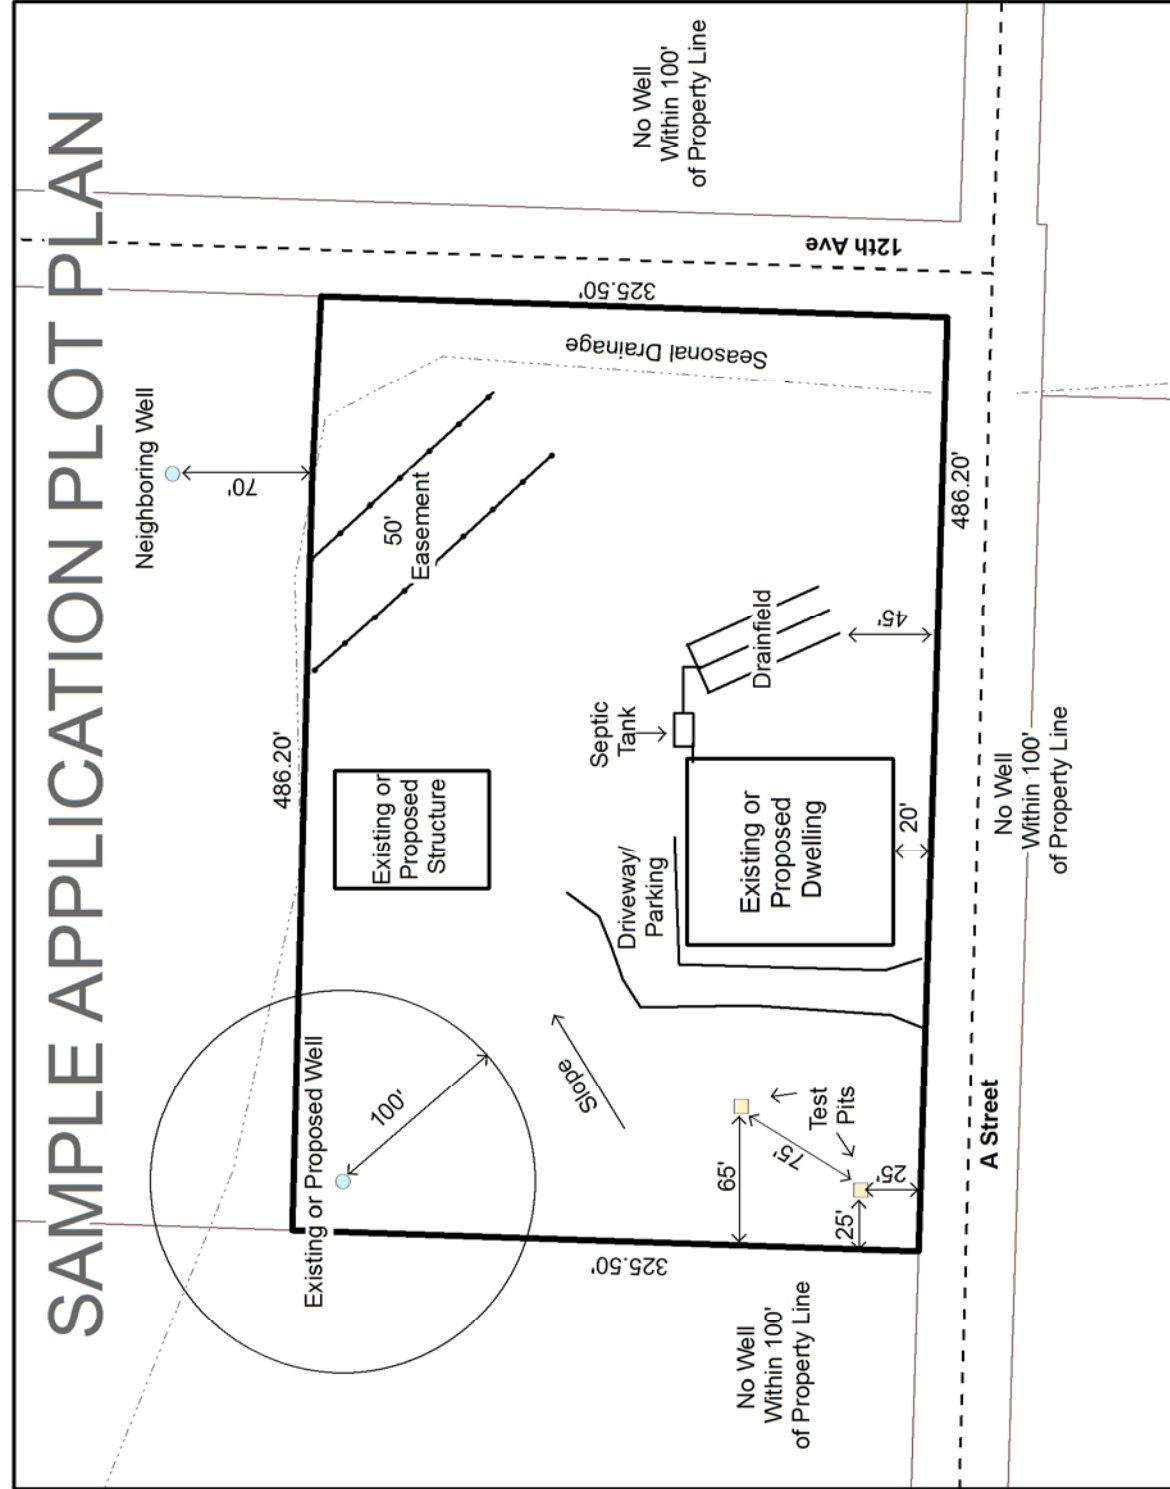 SAMPLE APPLICATION PLOT PLAN
Neighboring Well
70'
No Well
Within 100'
of Property Line
12th Ave
325.50'
Seasonal Drainage
50'
Easement
486.20'
Existing or
Proposed
Structure
Existing or Proposed Well
100'
Slope
Septic
Tank
Drainfield
45'
Driveway/
Parking
Existing or
Proposed
Dwelling
20'
486.20'
65'
75'
Test
Pits
25'
25'
325.50'
A Street
No Well
Within 100'
of Property Line
No Well
Within 100'
of Property Line